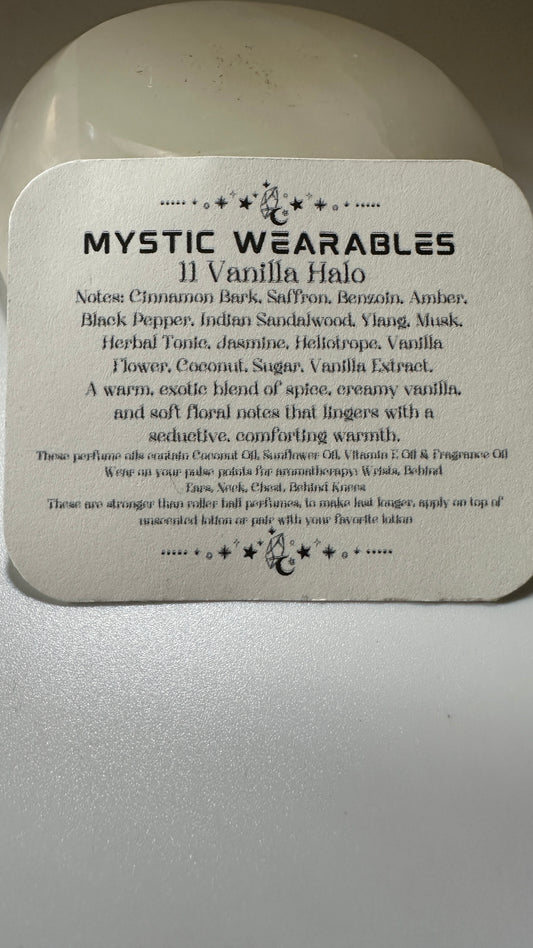 MYSTIC WEARABLES
11 Vanilla Halo
Notes: Cinnamon Bark, Saffron, Benzoin, Amber,
Black Pepper, Indian Sandalwood, Ylang, Musk,
Herbal Tonic, Jasmine, Heliotrope, Vanilla
Flower, Coconut, Sugar, Vanilla Extract.
A warm, exotic blend of spice, creamy vanilla,
and soft floral notes that lingers with a
seductive, comforting warmth.
These perfume oils contain Coconut Oil, Sunflower Oil, Vitamin E Oil & Fragrance Oil
Wear on your pulse points for aromatherapy: Wrists, Behind
Ears, Neck, Chest, Behind Knees
These are stronger than roller ball perfumes, to make last longer, apply on top of
unscented lotion or pair with your favorite lotion